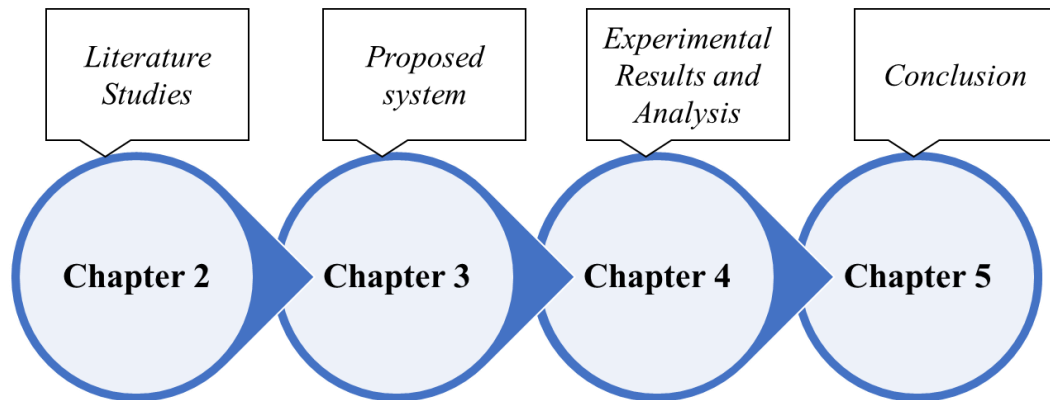 Literature
Studies
Proposed
system
Experimental
Results and
Analysis
Conclusion
Chapter 2
Chapter 3
Chapter 4
Chapter 5